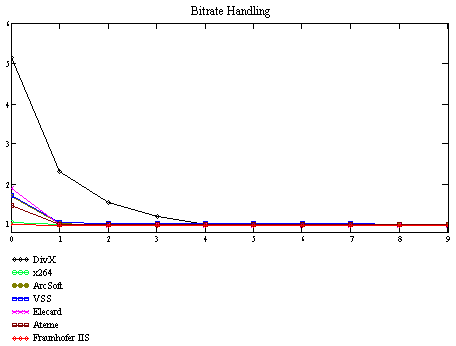 Bitrate Handling
6
5
4
3
2
1
0 1 2 3 4 5 6 7 8 9
DivX
x264
ArcSoft
VSS
Elecard
Ateme
Fraunhofer IIS